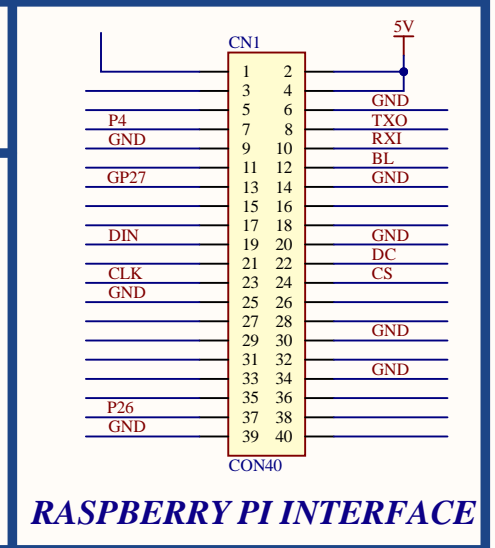 5V
CN1
1 2
3 4
5 6 GND
P4 7 8 TXO
GND 9 10 RXI
11 12 BL
GP27 13 14 GND
15 16
17 18
DIN 19 20 GND
21 22 DC
CLK 23 24 CS
GND 25 26
27 28
29 30 GND
31 32
33 34 GND
35 36
P26 37 38
GND 39 40
CON40
RASPBERRY PI INTERFACE